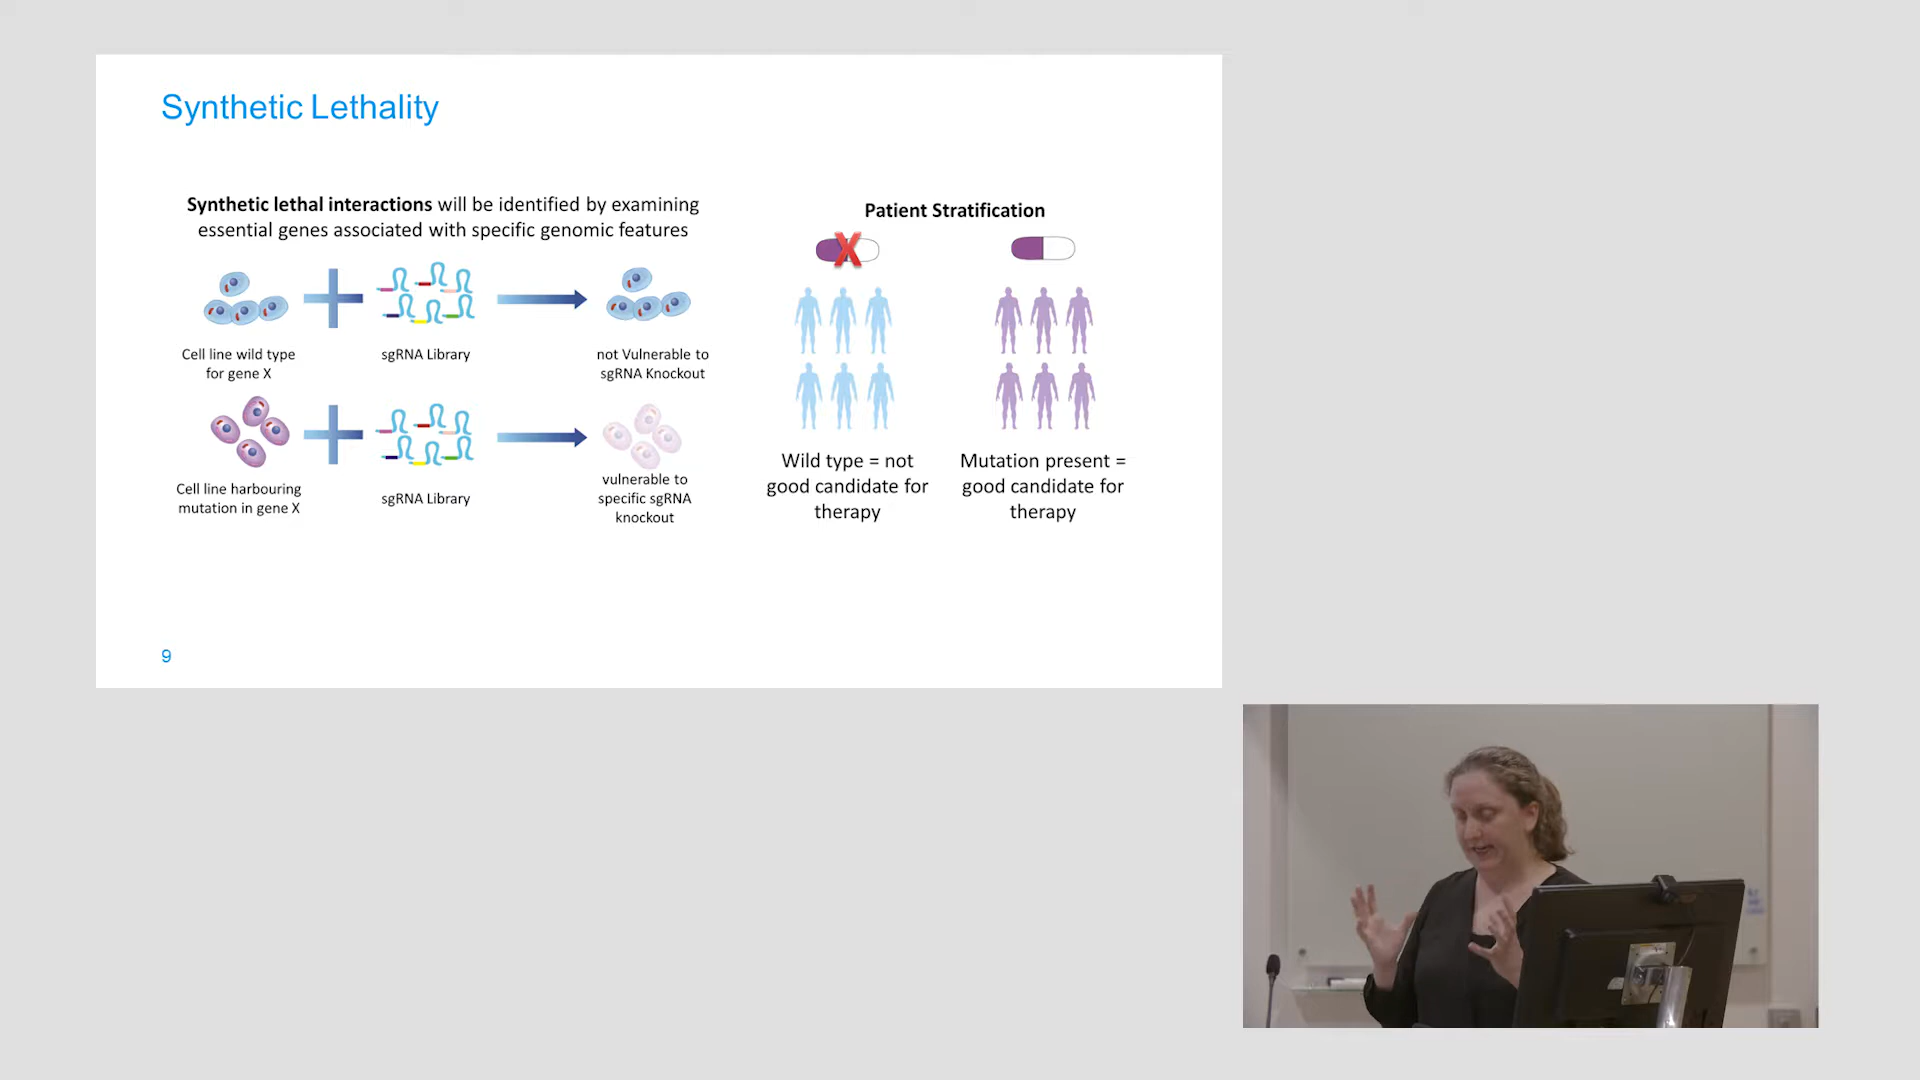 Synthetic Lethality
Synthetic lethal interactions will be identified by examining
essential genes associated with specific genomic features
Cell line wild type
for gene X
sgRNA Library
not Vulnerable to
sgRNA Knockout
Cell line harbouring
mutation in gene X
sgRNA Library
vulnerable to
specific sgRNA
knockout
Patient Stratification
X
Wild type = not
good candidate for
therapy
Mutation present =
good candidate for
therapy
9